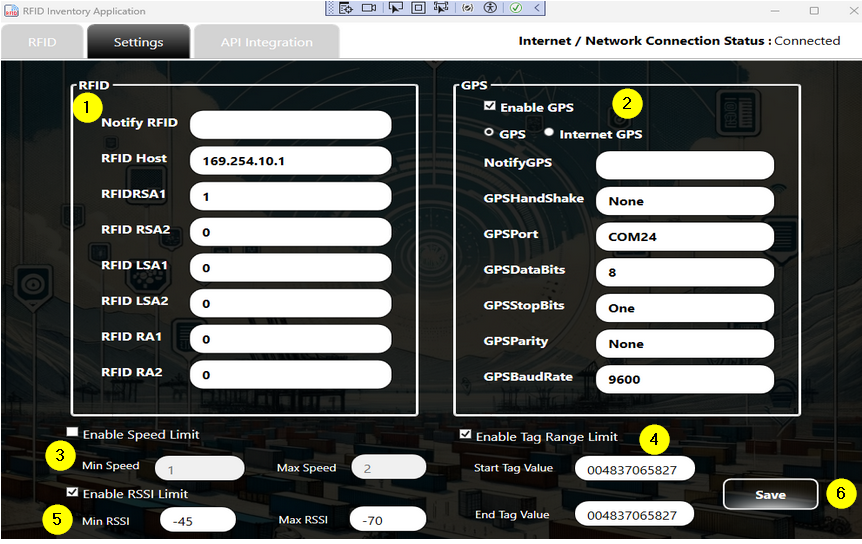 RFID Inventory Application
RFID
Settings
API Integration
Internet / Network Connection Status : Connected
RFID
1
Notify RFID
RFID Host 169.254.10.1
RFIDRSA1 1
RFID RSA2 0
RFID LSA1 0
RFID LSA2 0
RFID RA1 0
RFID RA2 0
GPS
Enable GPS
2
GPS Internet GPS
NotifyGPS
GPSHandShake None
GPSPort COM24
GPSDataBits 8
GPSStopBits One
GPSParity None
GPSBaudRate 9600
Enable Speed Limit
3
Min Speed 1 Max Speed 2
Enable RSSI Limit
5
Min RSSI -45 Max RSSI -70
Enable Tag Range Limit
4
Start Tag Value 004837065827
End Tag Value 004837065827
Save
6